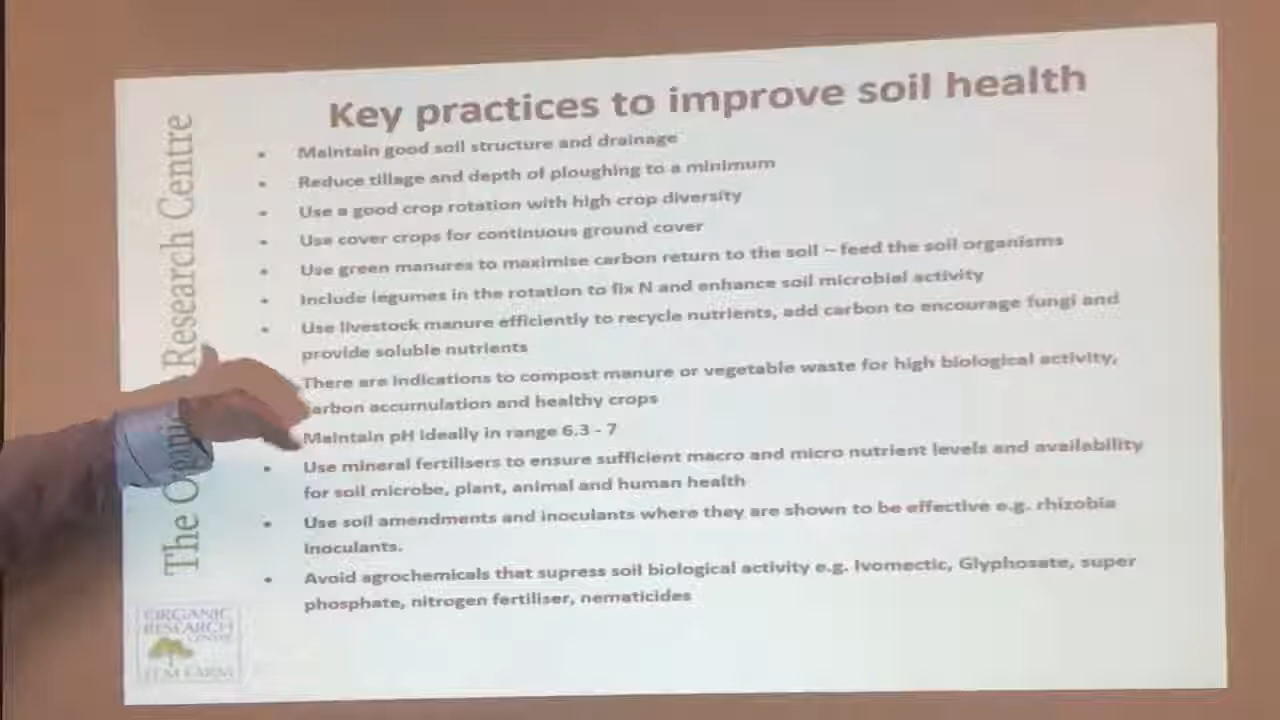 Key practices to improve soil health
• Maintain good soil structure and drainage
• Reduce tillage and depth of ploughing to a minimum
• Use a good crop rotation with high crop diversity
• Use cover crops for continuous ground cover
• Use green manures to maximise carbon return to the soil – feed the soil organisms
• Include legumes in the rotation to fix N and enhance soil microbial activity
• Use livestock manure efficiently to recycle nutrients, add carbon to encourage fungi and
provide soluble nutrients
There are indications to compost manure or vegetable waste for high biological activity,
arbon accumulation and healthy crops
Maintain pH ideally in range 6.3 - 7
• Use mineral fertilisers to ensure sufficient macro and micro nutrient levels and availability
for soil microbe, plant, animal and human health
• Use soil amendments and inoculants where they are shown to be effective e.g. rhizobia
inoculants.
• Avoid agrochemicals that supress soil biological activity e.g. Ivomectic, Glyphosate, super
phosphate, nitrogen fertiliser, nematicides
The Organi Research Centre
ORGANIC
RESEARCH
CENTRE
ELM FARM